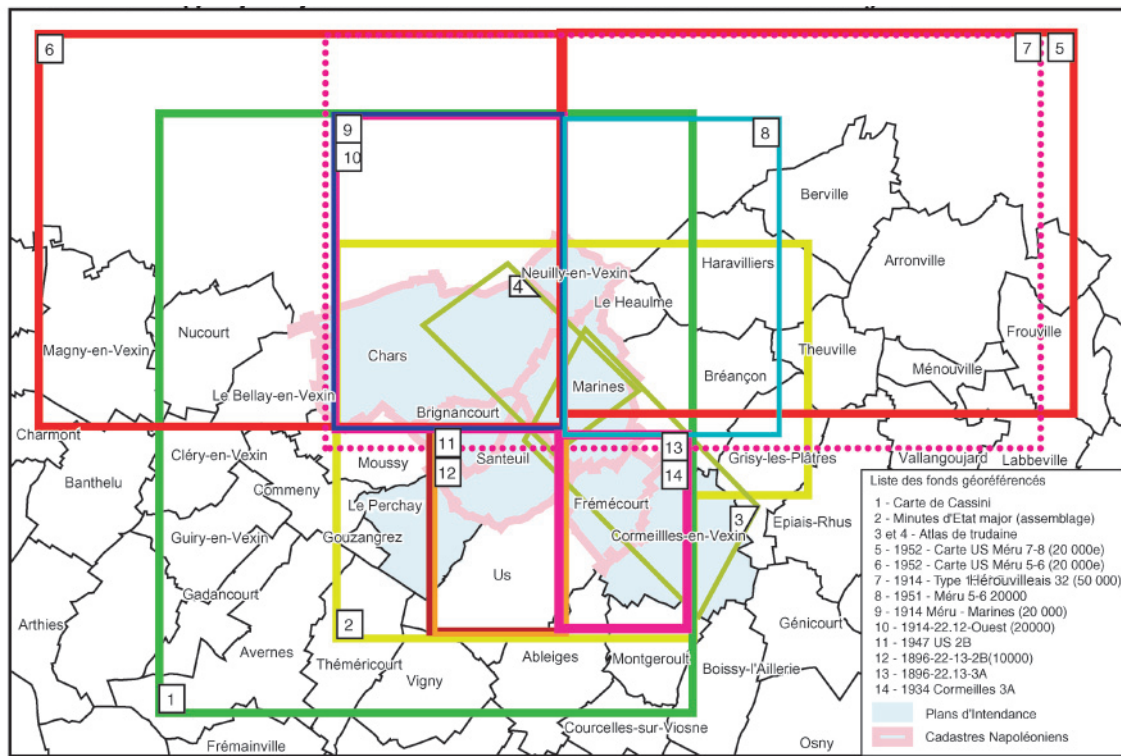 6
7
5
9
10
8
Berville
Neuilly-en-Vexin
Haravilliers
Arronville
4
Le Heaulme
Nucourt
Frouville
Magny-en-Vexin
Theuville
Chars
Ménouville
Marines
Bréançon
Le Bellay-en-Vexin
Brignancourt
Charmont
11
13
Cléry-en-Vexin
Moussy
Santeuil
Grisy-les-Plâtres
Vallangoujard
Labbeville
12
14
Banthelu
Commeny
Le Perchay
Frémécourt
3
Epiais-Rhus
Guiry-en-Vexin
Gouzangrez
Cormeillles-en-Vexin
Us
Gadancourt
Arthies
2
Génicourt
Avernes
Théméricourt
Ableiges
Montgeroult
Boissy-l'Aillerie
Vigny
1
Courcelles-sur-Viosne
Frémainville
Osny
Liste des fonds géoréférencés
1 - Carte de Cassini
2 - Minutes d'Etat major (assemblage)
3 et 4 - Atlas de trudaine
5 - 1952 - Carte US Méru 7-8 (20 000e)
6 - 1952 - Carte US Méru 5-6 (20 000e)
7 - 1914 - Type 1Hérouvilleais 32 (50 000)
8 - 1951 - Méru 5-6 20000
9 - 1914 Méru - Marines (20 000)
10 - 1914-22.12-Ouest (20000)
11 - 1947 US 2B
12 - 1896-22-13-2B(10000)
13 - 1896-22.13-3A
14 - 1934 Cormeilles 3A
Plans d'Intendance
Cadastres Napoléoniens